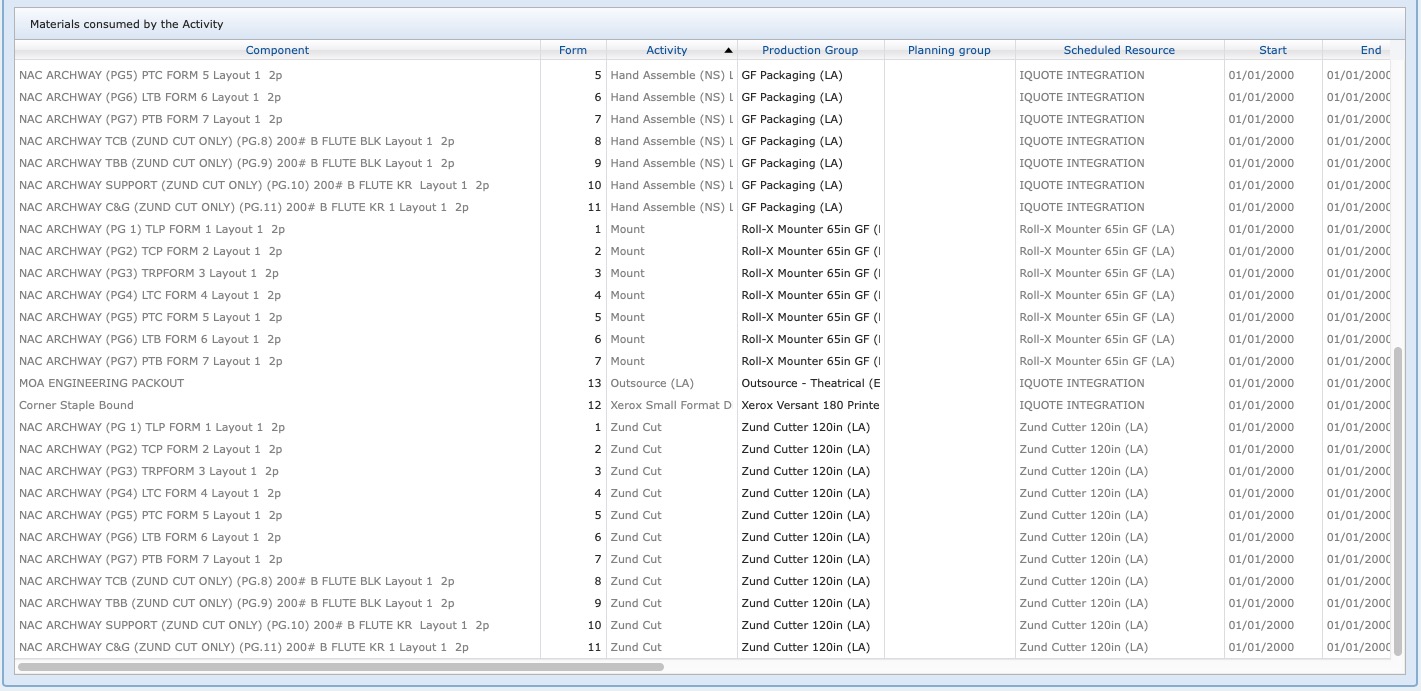 Materials consumed by the Activity
Component Form Activity Production Group Planning group Scheduled Resource Start End
NAC ARCHWAY (PG5) PTC FORM 5 Layout 1 2p 5 Hand Assemble (NS) L GF Packaging (LA) IQUOTE INTEGRATION 01/01/2000 01/01/2000
NAC ARCHWAY (PG6) LTB FORM 6 Layout 1 2p 6 Hand Assemble (NS) L GF Packaging (LA) IQUOTE INTEGRATION 01/01/2000 01/01/2000
NAC ARCHWAY (PG7) PTB FORM 7 Layout 1 2p 7 Hand Assemble (NS) L GF Packaging (LA) IQUOTE INTEGRATION 01/01/2000 01/01/2000
NAC ARCHWAY TCB (ZUND CUT ONLY) (PG.8) 200# B FLUTE BLK Layout 1 2p 8 Hand Assemble (NS) L GF Packaging (LA) IQUOTE INTEGRATION 01/01/2000 01/01/2000
NAC ARCHWAY TBB (ZUND CUT ONLY) (PG.9) 200# B FLUTE BLK Layout 1 2p 9 Hand Assemble (NS) L GF Packaging (LA) IQUOTE INTEGRATION 01/01/2000 01/01/2000
NAC ARCHWAY SUPPORT (ZUND CUT ONLY) (PG.10) 200# B FLUTE KR Layout 1 2p 10 Hand Assemble (NS) L GF Packaging (LA) IQUOTE INTEGRATION 01/01/2000 01/01/2000
NAC ARCHWAY C&G (ZUND CUT ONLY) (PG.11) 200# B FLUTE KR 1 Layout 1 2p 11 Hand Assemble (NS) L GF Packaging (LA) IQUOTE INTEGRATION 01/01/2000 01/01/2000
NAC ARCHWAY (PG 1) TLP FORM 1 Layout 1 2p 1 Mount Roll-X Mounter 65in GF ( Roll-X Mounter 65in GF (LA) 01/01/2000 01/01/2000
NAC ARCHWAY (PG2) TCP FORM 2 Layout 1 2p 2 Mount Roll-X Mounter 65in GF ( Roll-X Mounter 65in GF (LA) 01/01/2000 01/01/2000
NAC ARCHWAY (PG3) TRPFORM 3 Layout 1 2p 3 Mount Roll-X Mounter 65in GF ( Roll-X Mounter 65in GF (LA) 01/01/2000 01/01/2000
NAC ARCHWAY (PG4) LTC FORM 4 Layout 1 2p 4 Mount Roll-X Mounter 65in GF ( Roll-X Mounter 65in GF (LA) 01/01/2000 01/01/2000
NAC ARCHWAY (PG5) PTC FORM 5 Layout 1 2p 5 Mount Roll-X Mounter 65in GF ( Roll-X Mounter 65in GF (LA) 01/01/2000 01/01/2000
NAC ARCHWAY (PG6) LTB FORM 6 Layout 1 2p 6 Mount Roll-X Mounter 65in GF ( Roll-X Mounter 65in GF (LA) 01/01/2000 01/01/2000
NAC ARCHWAY (PG7) PTB FORM 7 Layout 1 2p 7 Mount Roll-X Mounter 65in GF ( Roll-X Mounter 65in GF (LA) 01/01/2000 01/01/2000
MOA ENGINEERING PACKOUT 13 Outsource (LA) Outsource - Theatrical (E IQUOTE INTEGRATION 01/01/2000 01/01/2000
Corner Staple Bound 12 Xerox Small Format D Xerox Versant 180 Printe IQUOTE INTEGRATION 01/01/2000 01/01/2000
NAC ARCHWAY (PG 1) TLP FORM 1 Layout 1 2p 1 Zund Cut Zund Cutter 120in (LA) Zund Cutter 120in (LA) 01/01/2000 01/01/2000
NAC ARCHWAY (PG2) TCP FORM 2 Layout 1 2p 2 Zund Cut Zund Cutter 120in (LA) Zund Cutter 120in (LA) 01/01/2000 01/01/2000
NAC ARCHWAY (PG3) TRPFORM 3 Layout 1 2p 3 Zund Cut Zund Cutter 120in (LA) Zund Cutter 120in (LA) 01/01/2000 01/01/2000
NAC ARCHWAY (PG4) LTC FORM 4 Layout 1 2p 4 Zund Cut Zund Cutter 120in (LA) Zund Cutter 120in (LA) 01/01/2000 01/01/2000
NAC ARCHWAY (PG5) PTC FORM 5 Layout 1 2p 5 Zund Cut Zund Cutter 120in (LA) Zund Cutter 120in (LA) 01/01/2000 01/01/2000
NAC ARCHWAY (PG6) LTB FORM 6 Layout 1 2p 6 Zund Cut Zund Cutter 120in (LA) Zund Cutter 120in (LA) 01/01/2000 01/01/2000
NAC ARCHWAY (PG7) PTB FORM 7 Layout 1 2p 7 Zund Cut Zund Cutter 120in (LA) Zund Cutter 120in (LA) 01/01/2000 01/01/2000
NAC ARCHWAY TCB (ZUND CUT ONLY) (PG.8) 200# B FLUTE BLK Layout 1 2p 8 Zund Cut Zund Cutter 120in (LA) Zund Cutter 120in (LA) 01/01/2000 01/01/2000
NAC ARCHWAY TBB (ZUND CUT ONLY) (PG.9) 200# B FLUTE BLK Layout 1 2p 9 Zund Cut Zund Cutter 120in (LA) Zund Cutter 120in (LA) 01/01/2000 01/01/2000
NAC ARCHWAY SUPPORT (ZUND CUT ONLY) (PG.10) 200# B FLUTE KR Layout 1 2p 10 Zund Cut Zund Cutter 120in (LA) Zund Cutter 120in (LA) 01/01/2000 01/01/2000
NAC ARCHWAY C&G (ZUND CUT ONLY) (PG.11) 200# B FLUTE KR 1 Layout 1 2p 11 Zund Cut Zund Cutter 120in (LA) Zund Cutter 120in (LA) 01/01/2000 01/01/2000